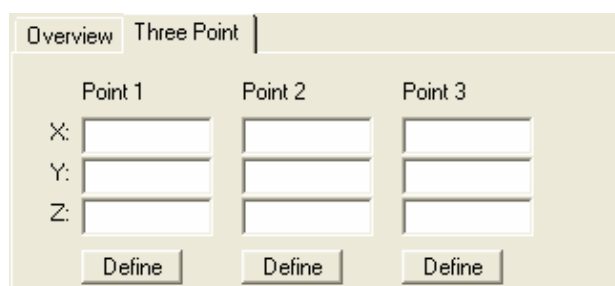 Overview Three Point
Point 1 Point 2 Point 3
X:
Y:
Z:
Define Define Define